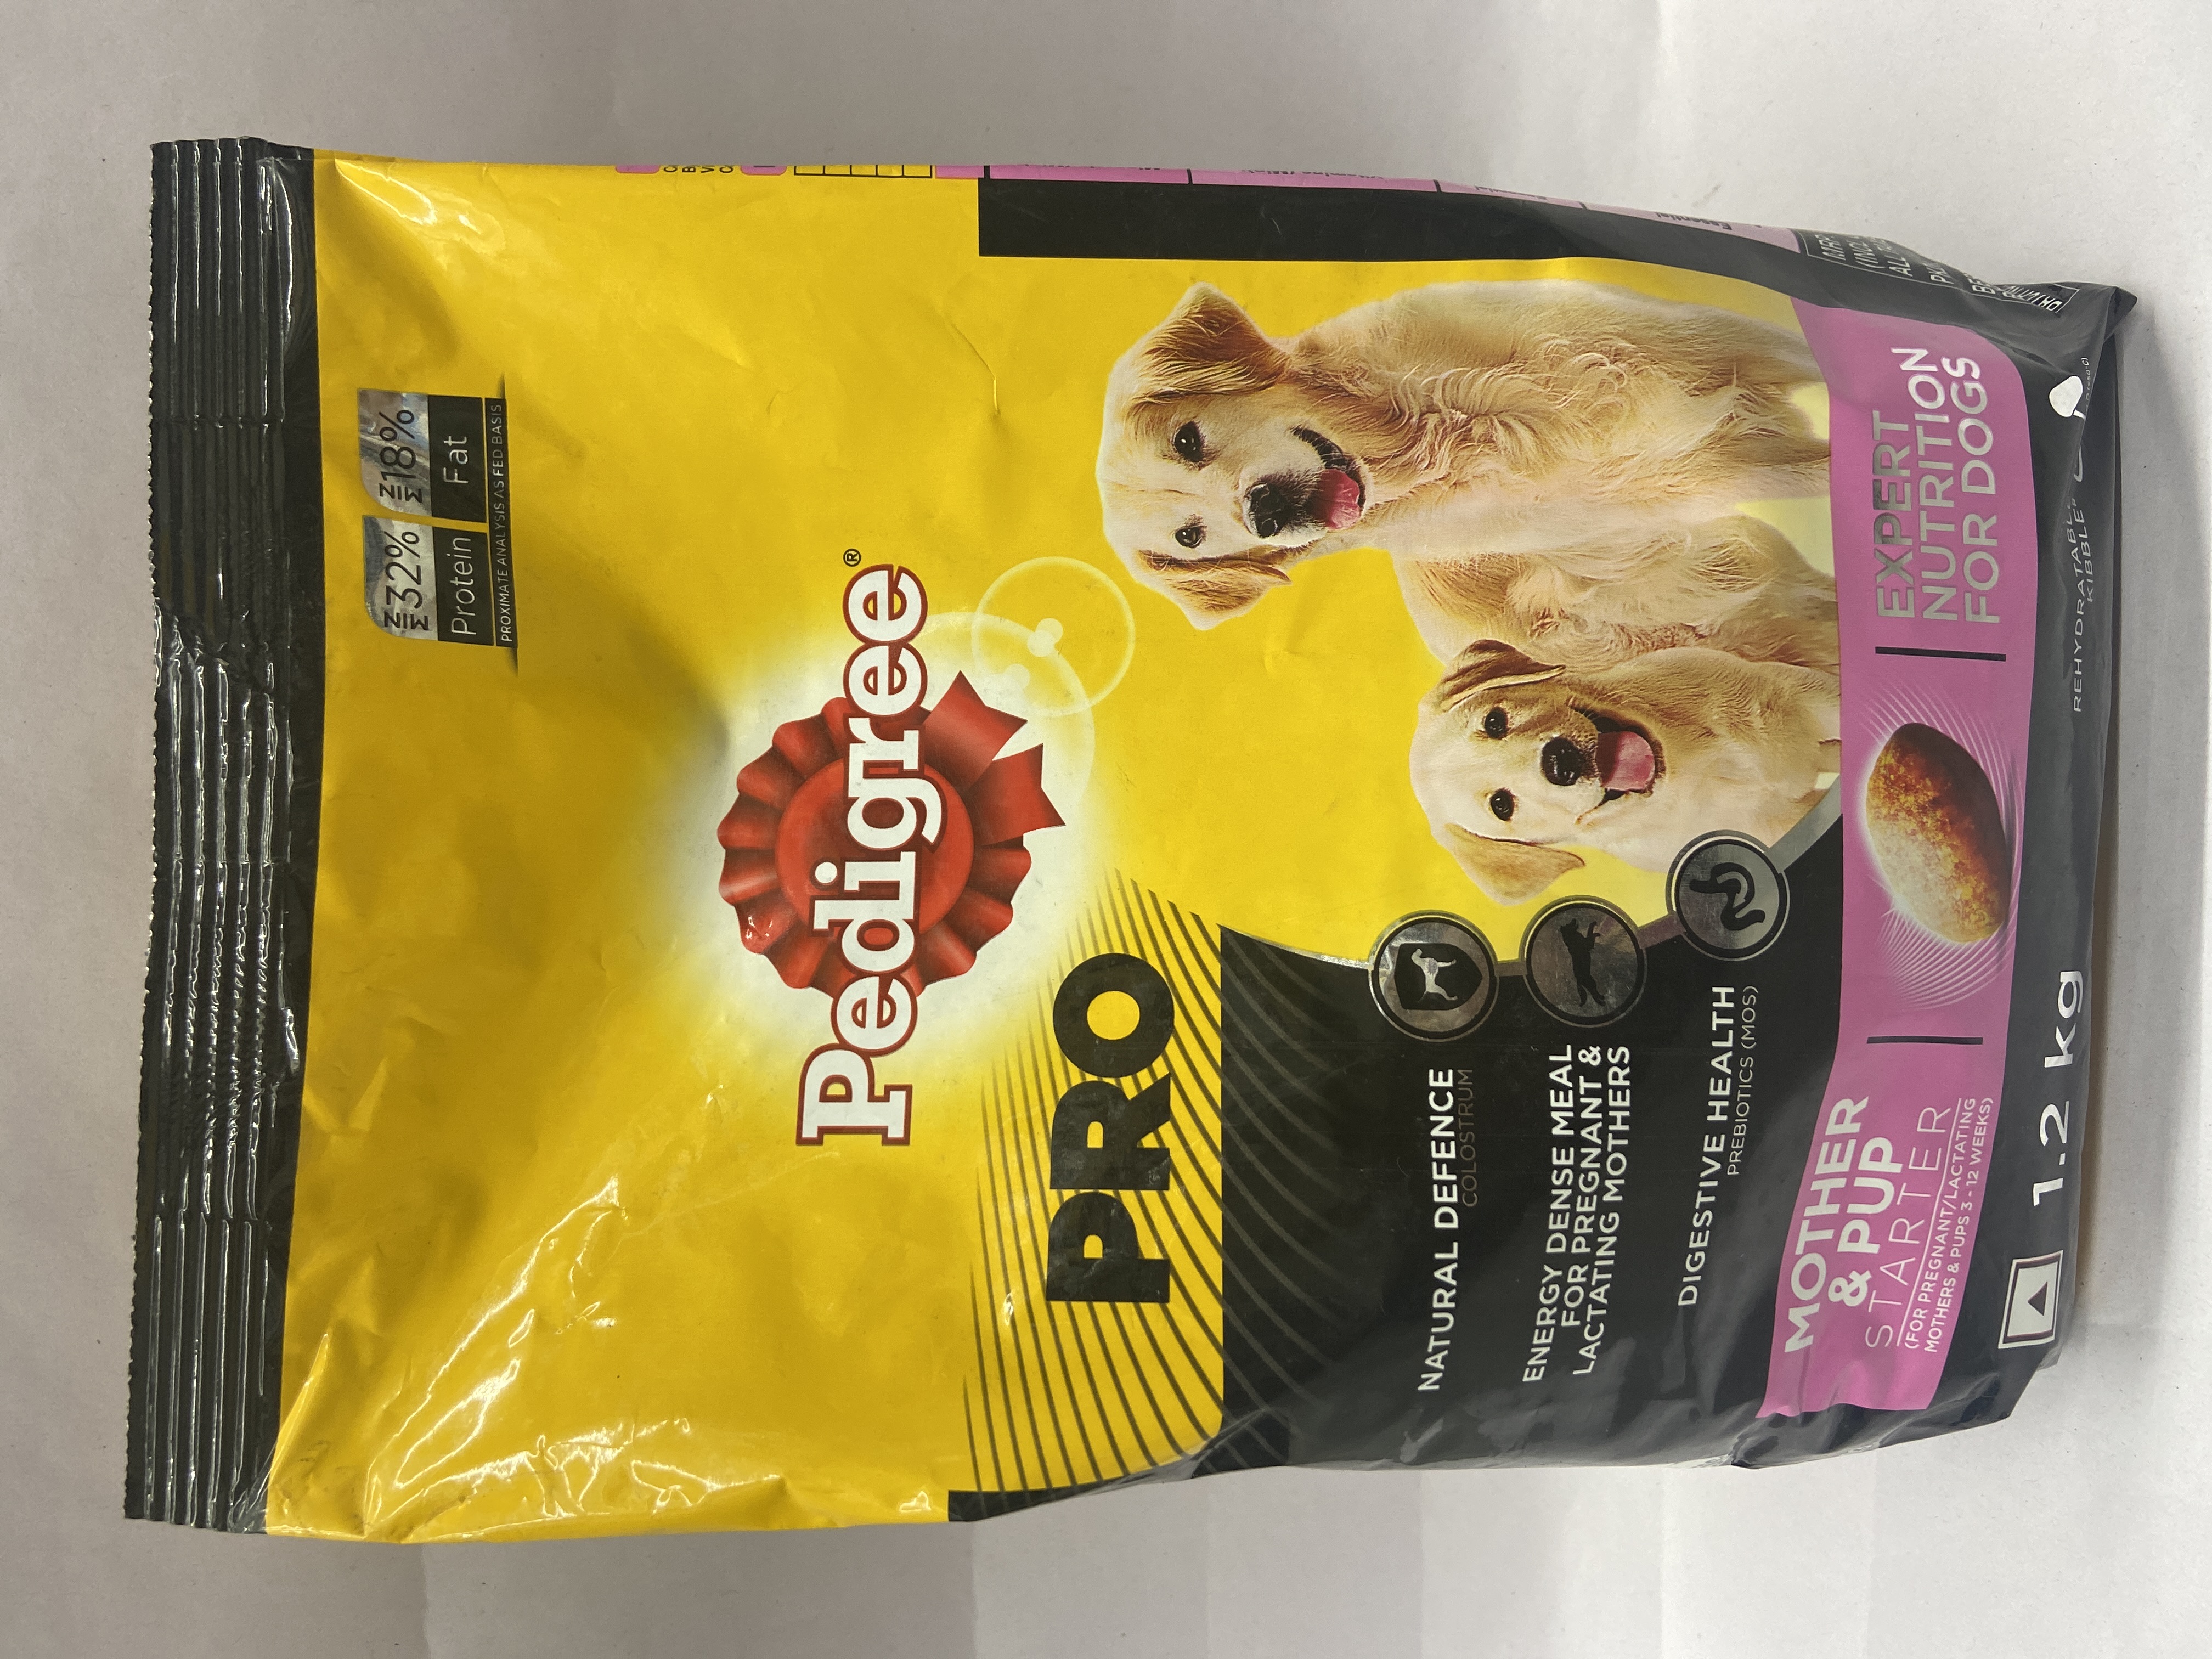 MIN 32% MIN 18%
Protein Fat
PROXIMATE ANALYSIS AS FED BASIS
Pedigree®
PRO
NATURAL DEFENCE
COLOSTRUM
ENERGY DENSE MEAL
FOR PREGNANT &
LACTATING MOTHERS
DIGESTIVE HEALTH
PREBIOTICS (MOS)
MOTHER
& PUP
STARTER
(FOR PREGNANT/LACTATING
MOTHERS & PUPS 3 - 12 WEEKS)
EXPERT
NUTRITION
FOR DOGS
1.2 kg
KIBBLE